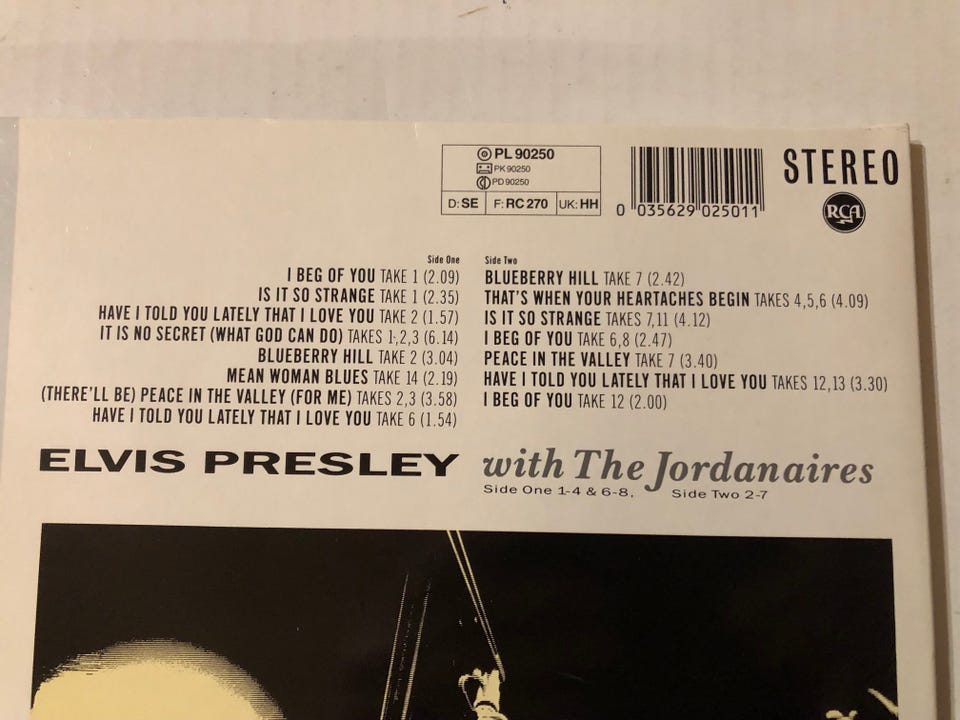 PL 90250
PK 90250
PD 90250
D: SE F: RC 270 UK: HH
0 035629 025011
STEREO
RCA
Side One
I BEG OF YOU TAKE 1 (2.09)
IS IT SO STRANGE TAKE 1 (2.35)
HAVE I TOLD YOU LATELY THAT I LOVE YOU TAKE 2 (1.57)
IT IS NO SECRET (WHAT GOD CAN DO) TAKES 1,2,3 (6.14)
BLUEBERRY HILL TAKE 2 (3.04)
MEAN WOMAN BLUES TAKE 14 (2.19)
(THERE'LL BE) PEACE IN THE VALLEY (FOR ME) TAKES 2,3 (3.58)
HAVE I TOLD YOU LATELY THAT I LOVE YOU TAKE 6 (1.54)
Side Two
BLUEBERRY HILL TAKE 7 (2.42)
THAT'S WHEN YOUR HEARTACHES BEGIN TAKES 4,5,6 (4.09)
IS IT SO STRANGE TAKES 7,11 (4.12)
I BEG OF YOU TAKE 6,8 (2.47)
PEACE IN THE VALLEY TAKE 7 (3.40)
HAVE I TOLD YOU LATELY THAT I LOVE YOU TAKES 12,13 (3.30)
I BEG OF YOU TAKE 12 (2.00)
ELVIS PRESLEY with The Jordanaires
Side One 1-4 & 6-8, Side Two 2-7